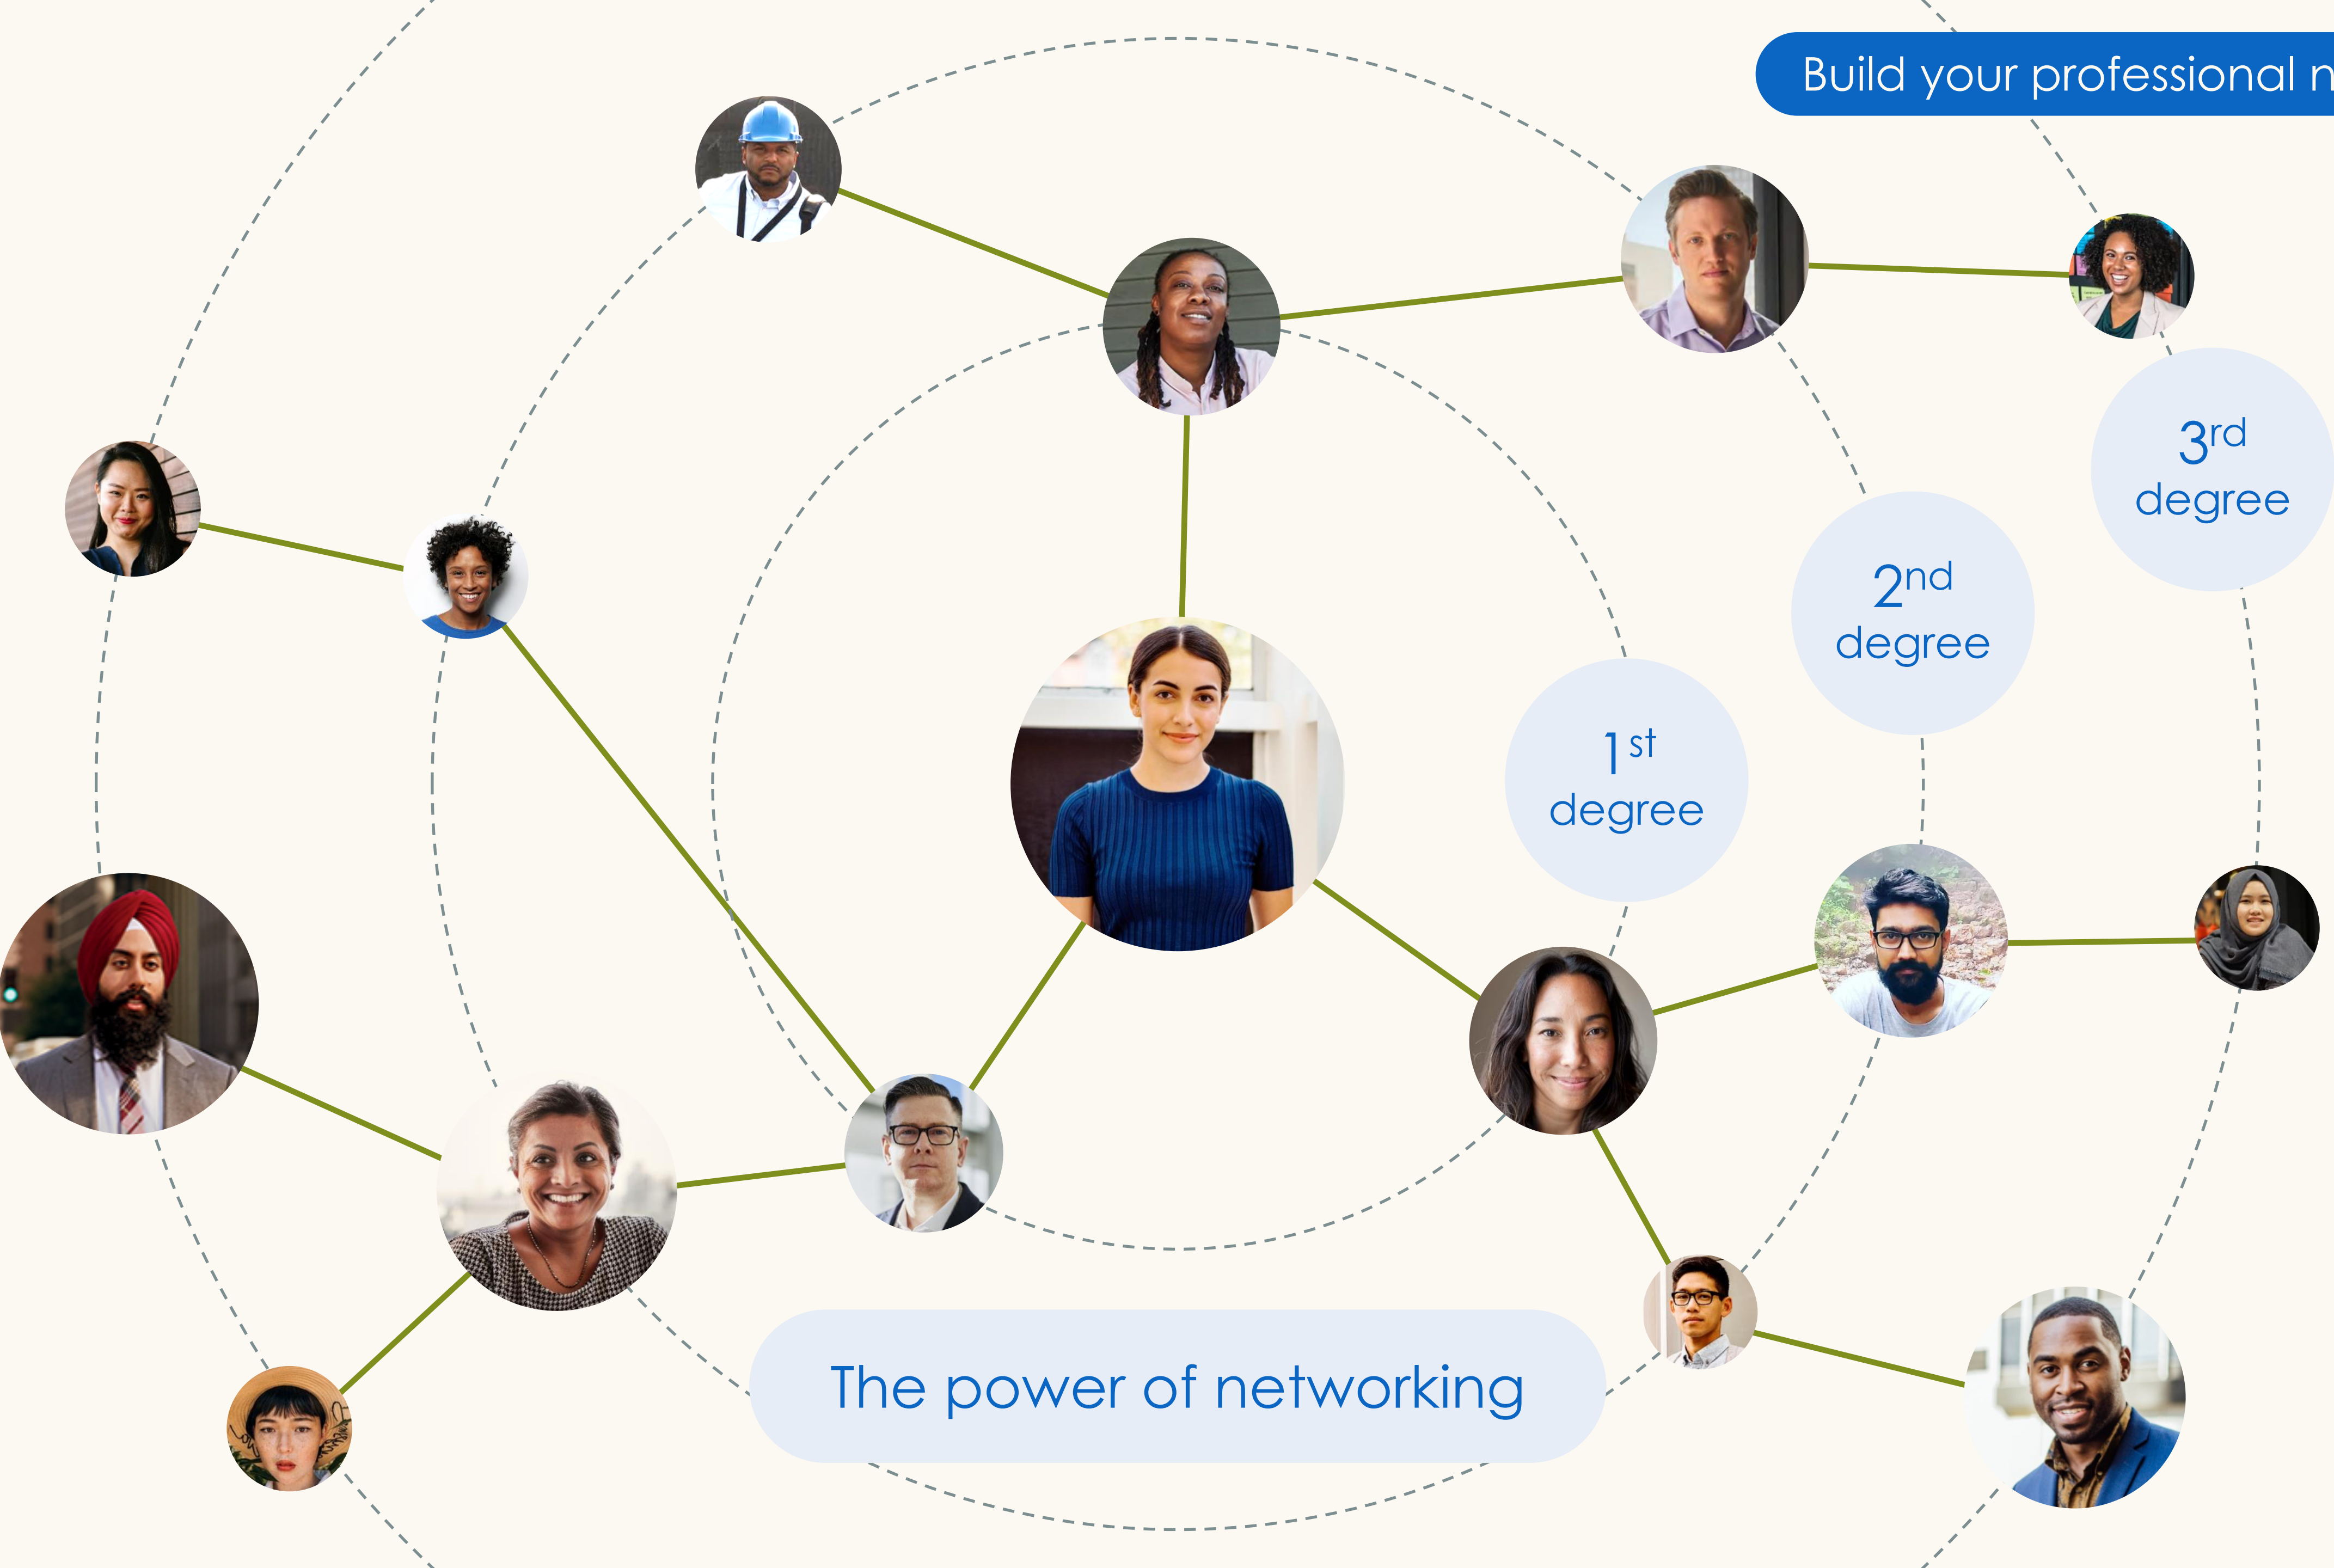 Build your professional
3rd
degree
2nd
degree
1st
degree
The power of networking